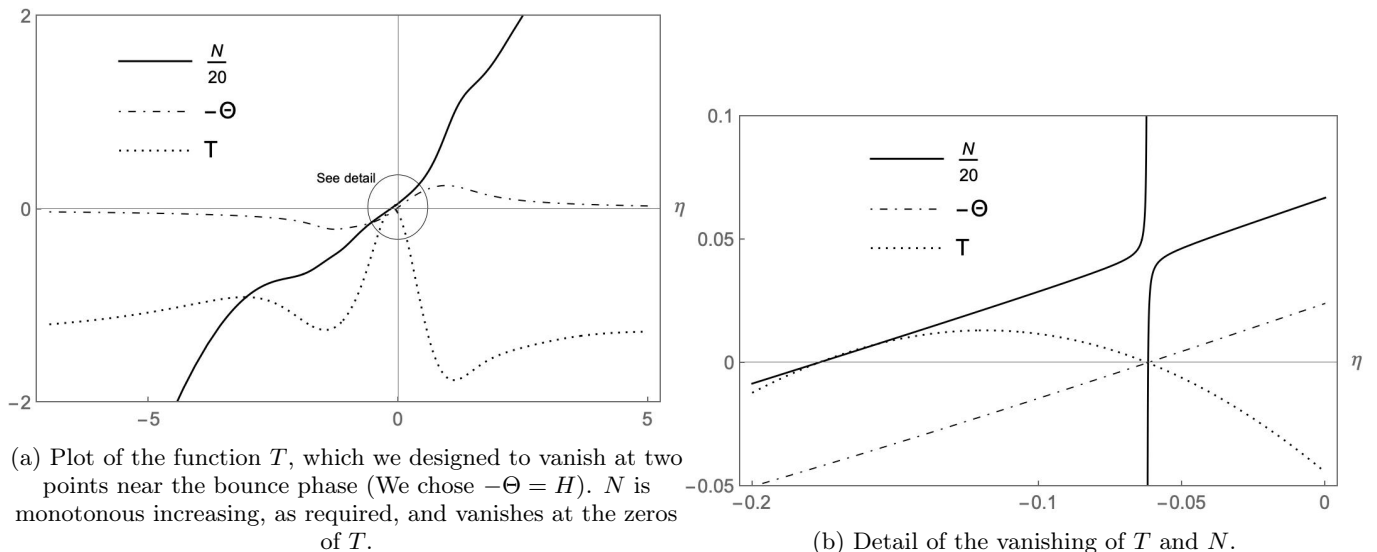 2
N
20
−Θ
T
See detail
0
η
−2
−5
0
5
(a) Plot of the function T, which we designed to vanish at two
points near the bounce phase (We chose −Θ = H). N is
monotonous increasing, as required, and vanishes at the zeros
of T.
0.1
N
20
−Θ
T
0.05
0
η
−0.05
−0.2
−0.1
−0.05
0
(b) Detail of the vanishing of T and N.